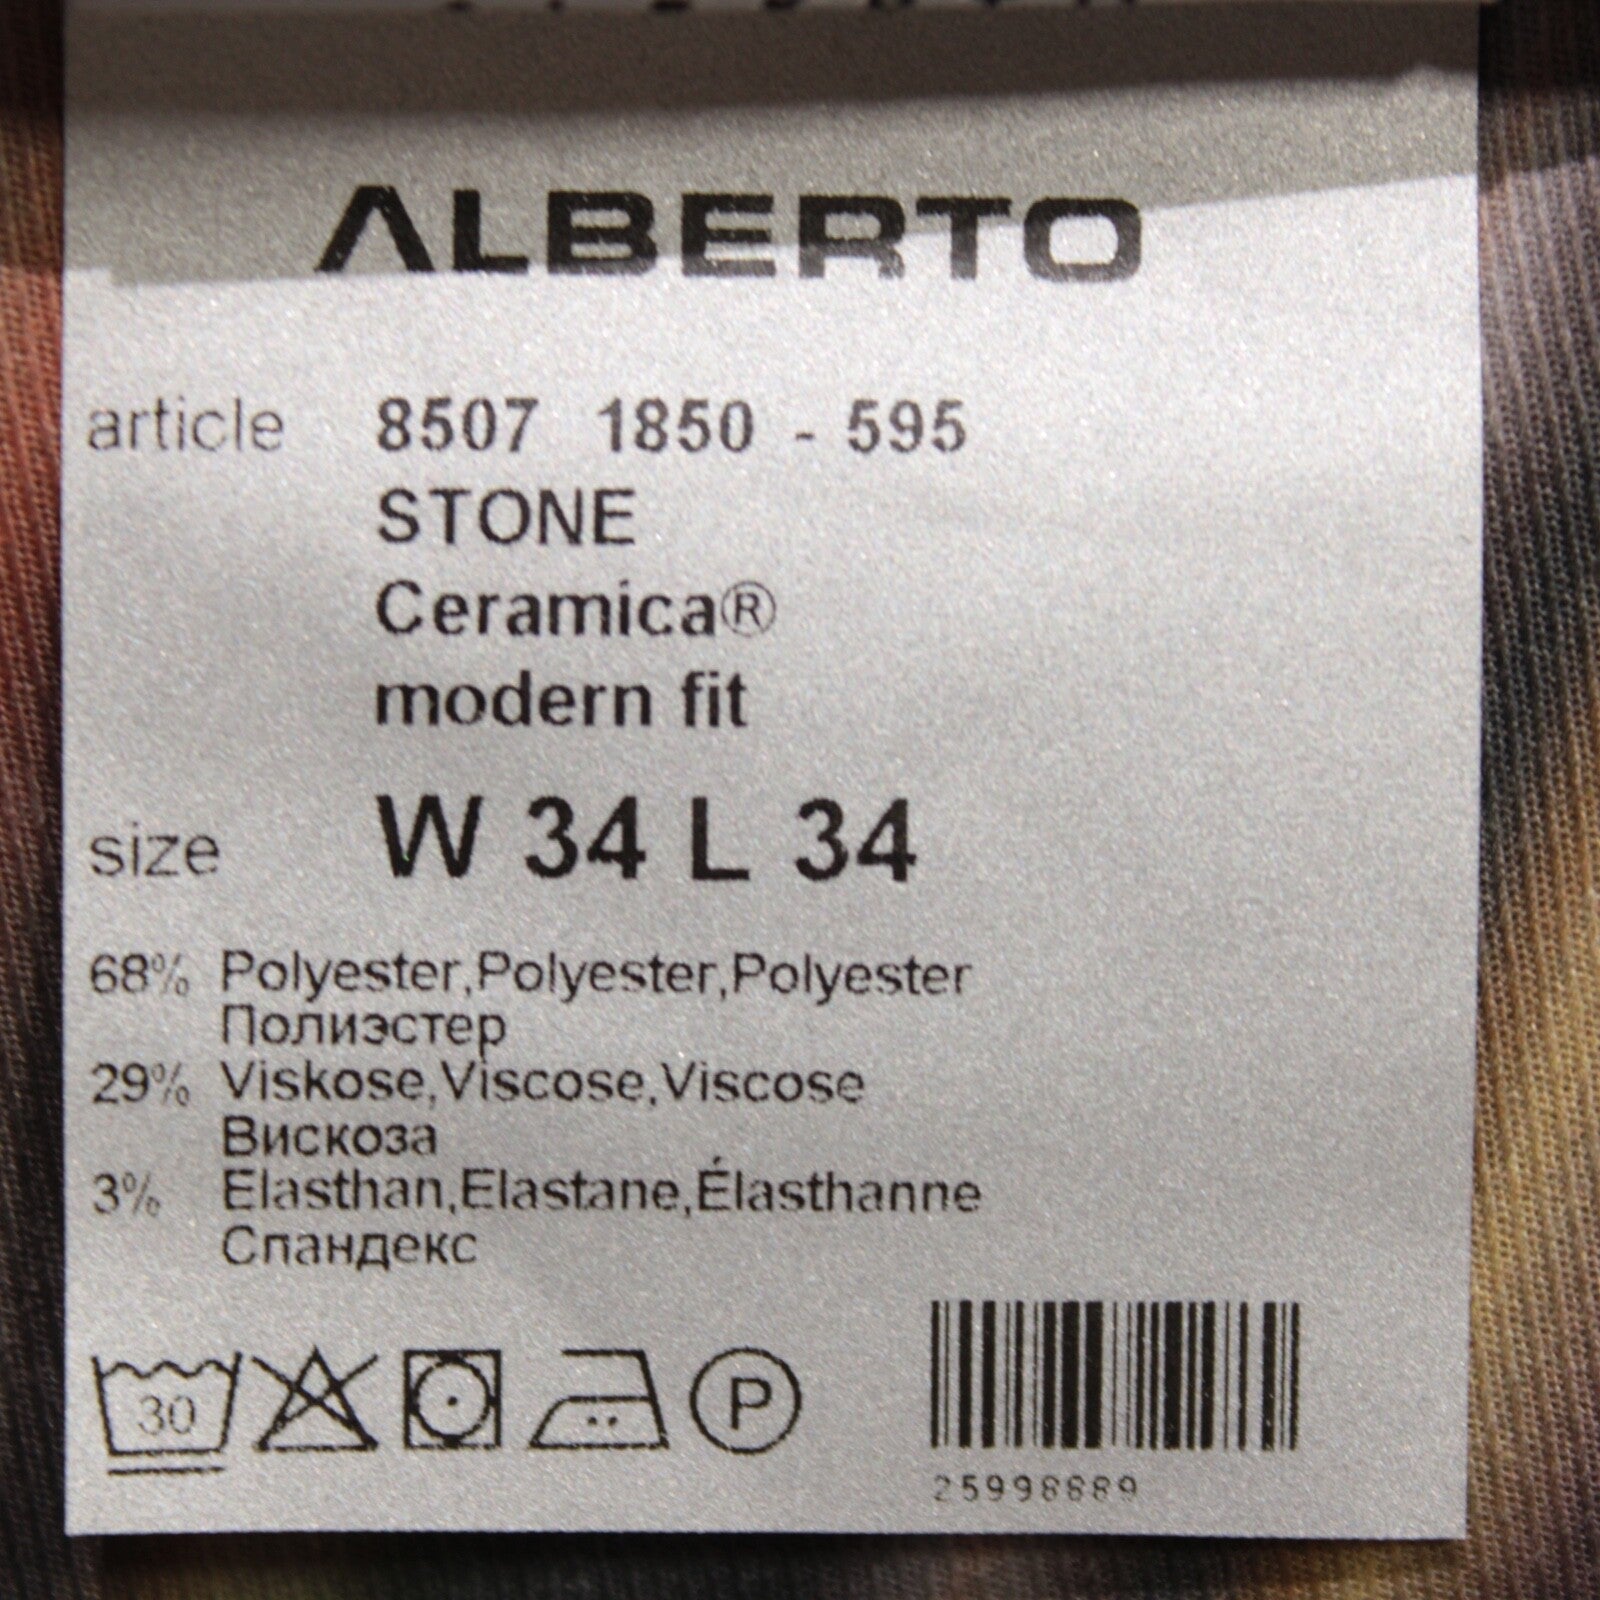 ALBERTO
article 8507 1850 - 595
STONE
Ceramica®
modern fit
size W 34 L 34
68% Polyester,Polyester,Polyester
Полиэстер
29% Viskose,Viscose,Viscose
Вискоза
3% Elasthan,Elastane,Élasthanne
Спандекс
30
P
25998889